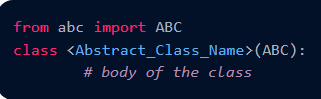 from abc import ABC
class <Abstract_Class_Name>(ABC):
# body of the class